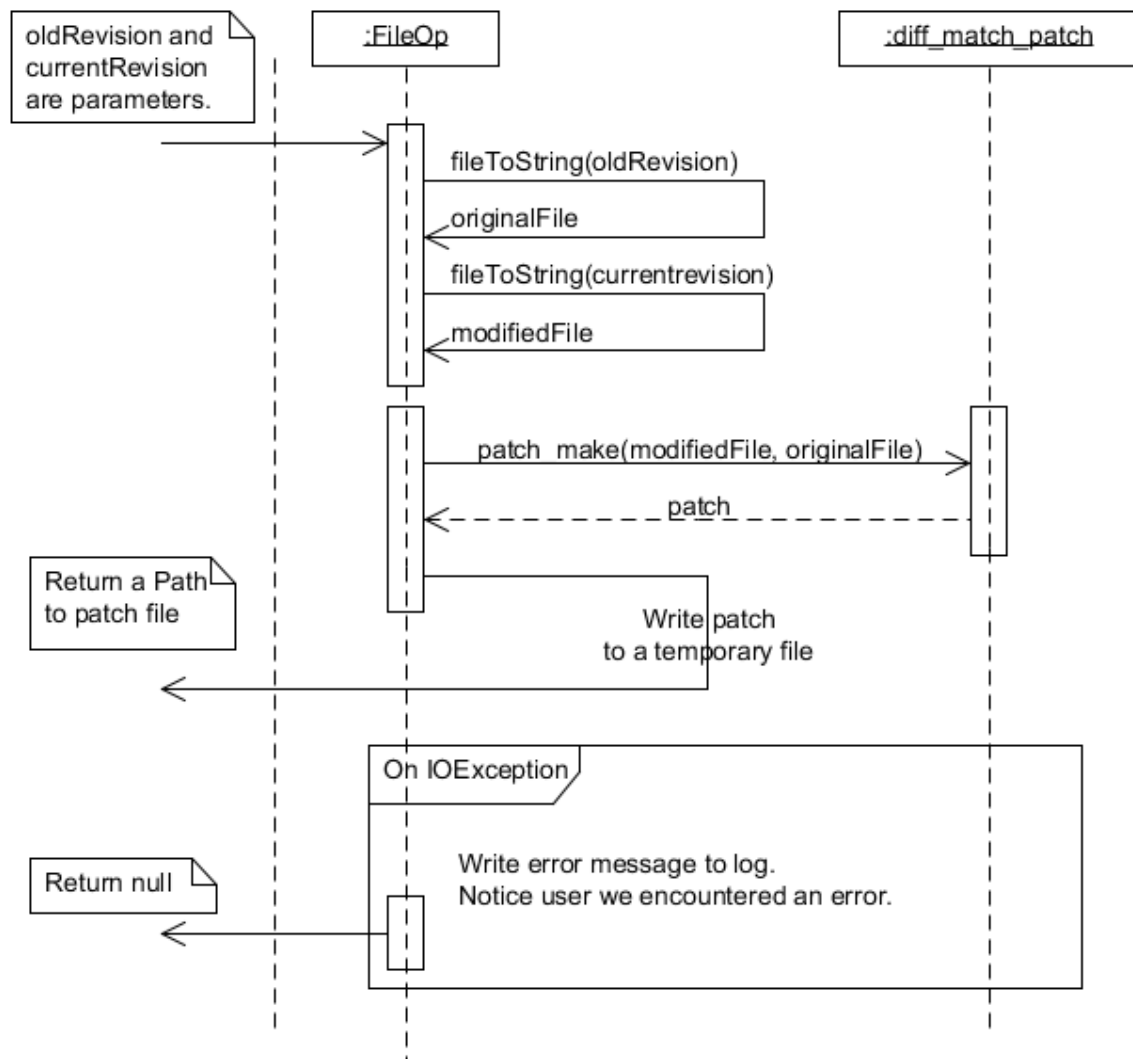 oldRevision and
currentRevision
are parameters.
:FileOp
:diff_match_patch
fileToString(oldRevision)
originalFile
fileToString(currentrevision)
modifiedFile
patch_make(modifiedFile, originalFile)
patch
Return a Path
to patch file
Write patch
to a temporary file
On IOException
Write error message to log.
Notice user we encountered an error.
Return null